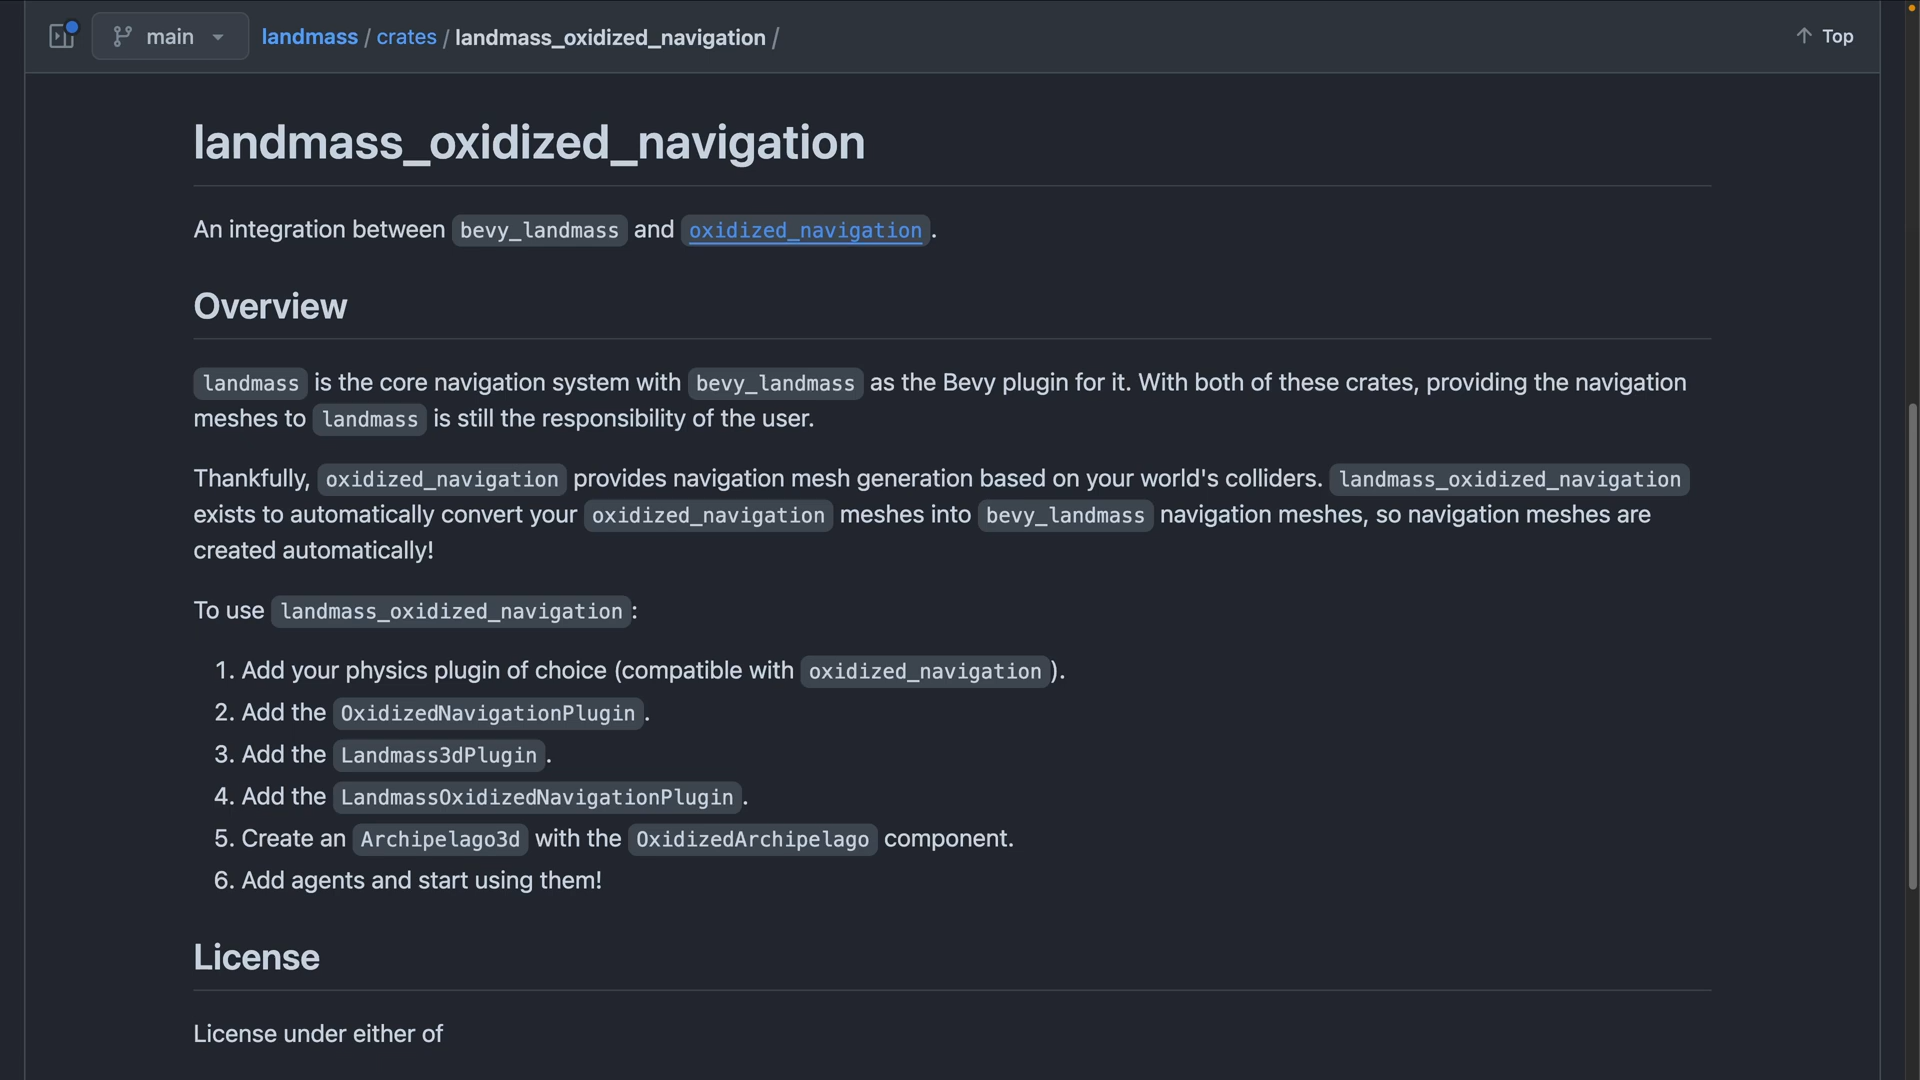 main
landmass / crates / landmass_oxidized_navigation /
Top
landmass_oxidized_navigation
An integration between bevy_landmass and oxidized_navigation.
Overview
landmass is the core navigation system with bevy_landmass as the Bevy plugin for it. With both of these crates, providing the navigation
meshes to landmass is still the responsibility of the user.
Thankfully, oxidized_navigation provides navigation mesh generation based on your world's colliders. landmass_oxidized_navigation
exists to automatically convert your oxidized_navigation meshes into bevy_landmass navigation meshes, so navigation meshes are
created automatically!
To use landmass_oxidized_navigation:
1. Add your physics plugin of choice (compatible with oxidized_navigation).
2. Add the OxidizedNavigationPlugin.
3. Add the Landmass3dPlugin.
4. Add the LandmassOxidizedNavigationPlugin.
5. Create an Archipelago3d with the OxidizedArchipelago component.
6. Add agents and start using them!
License
License under either of